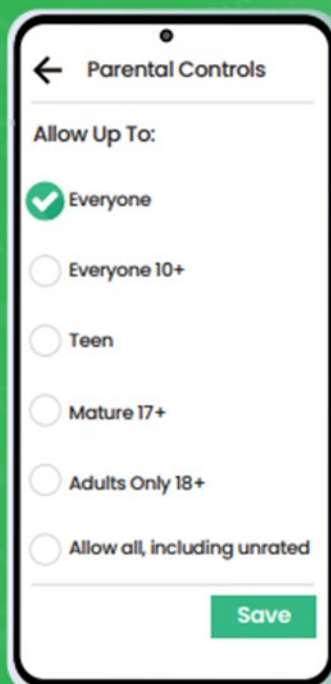 Parental Controls
Allow Up To:
Everyone
Everyone 10+
Teen
Mature 17+
Adults Only 18+
Allow all, including unrated
Save